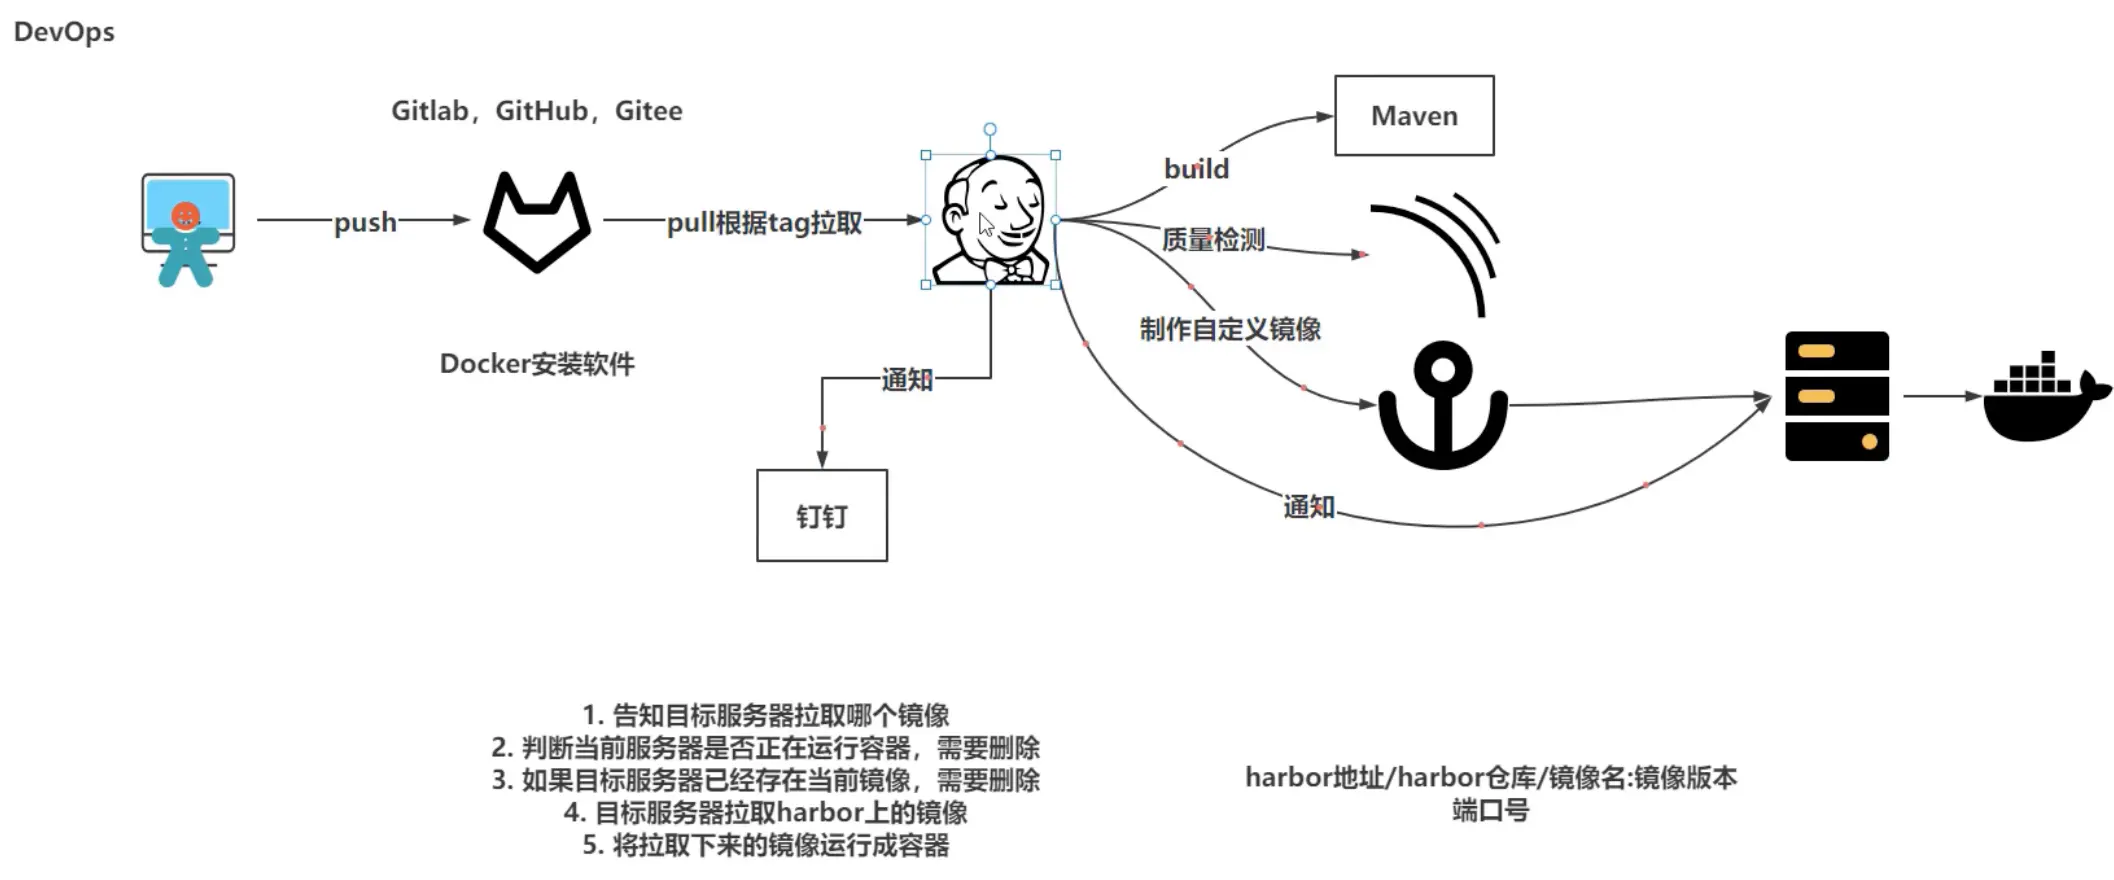 DevOps
Gitlab，GitHub，Gitee
push
pull根据tag拉取
build
Maven
质量检测
制作自定义镜像
Docker安装软件
通知
钉钉
通知
1. 告知目标服务器拉取哪个镜像
2. 判断当前服务器是否正在运行容器，需要删除
3. 如果目标服务器已经存在当前镜像，需要删除
4. 目标服务器拉取harbor上的镜像
5. 将拉取下来的镜像运行成容器
harbor地址/harbor仓库/镜像名:镜像版本
端口号